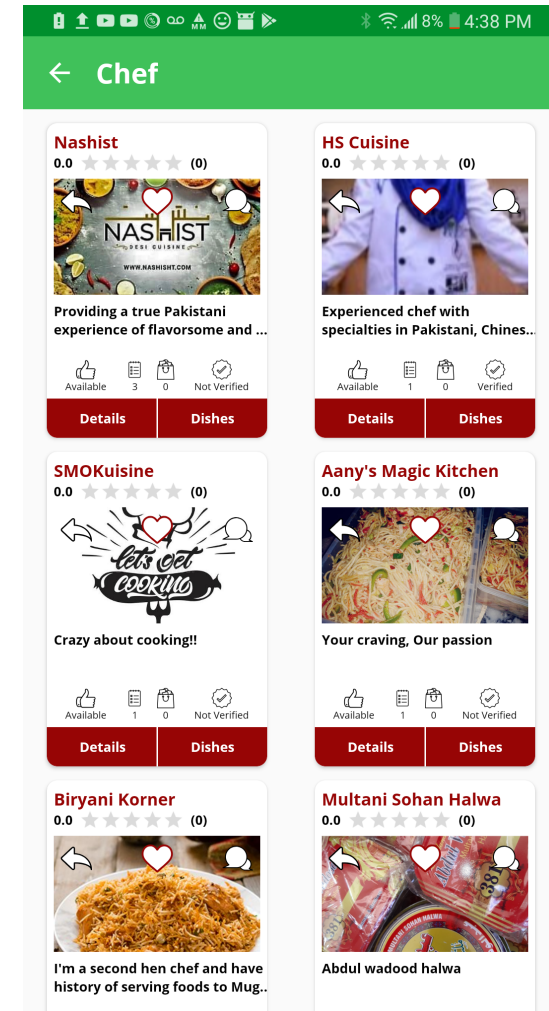 8% 4:38 PM
Chef
Nashist
0.0 (0)
NASHIST
DESI CUISINE
WWW.NASHISHT.COM
Providing a true Pakistani
experience of flavorsome and ...
Available 3 0 Not Verified
Details Dishes
HS Cuisine
0.0 (0)
Experienced chef with
specialties in Pakistani, Chines...
Available 1 0 Verified
Details Dishes
SMOKuisine
0.0 (0)
let's Get
COOKING
Crazy about cooking!!
Available 1 0 Not Verified
Details Dishes
Aany's Magic Kitchen
0.0 (0)
Your craving, Our passion
Available 1 0 Not Verified
Details Dishes
Biryani Korner
0.0 (0)
I'm a second hen chef and have
history of serving foods to Mug..
Multani Sohan Halwa
0.0 (0)
381
MULTANI SOHAN HALWA
Abdul wadood halwa